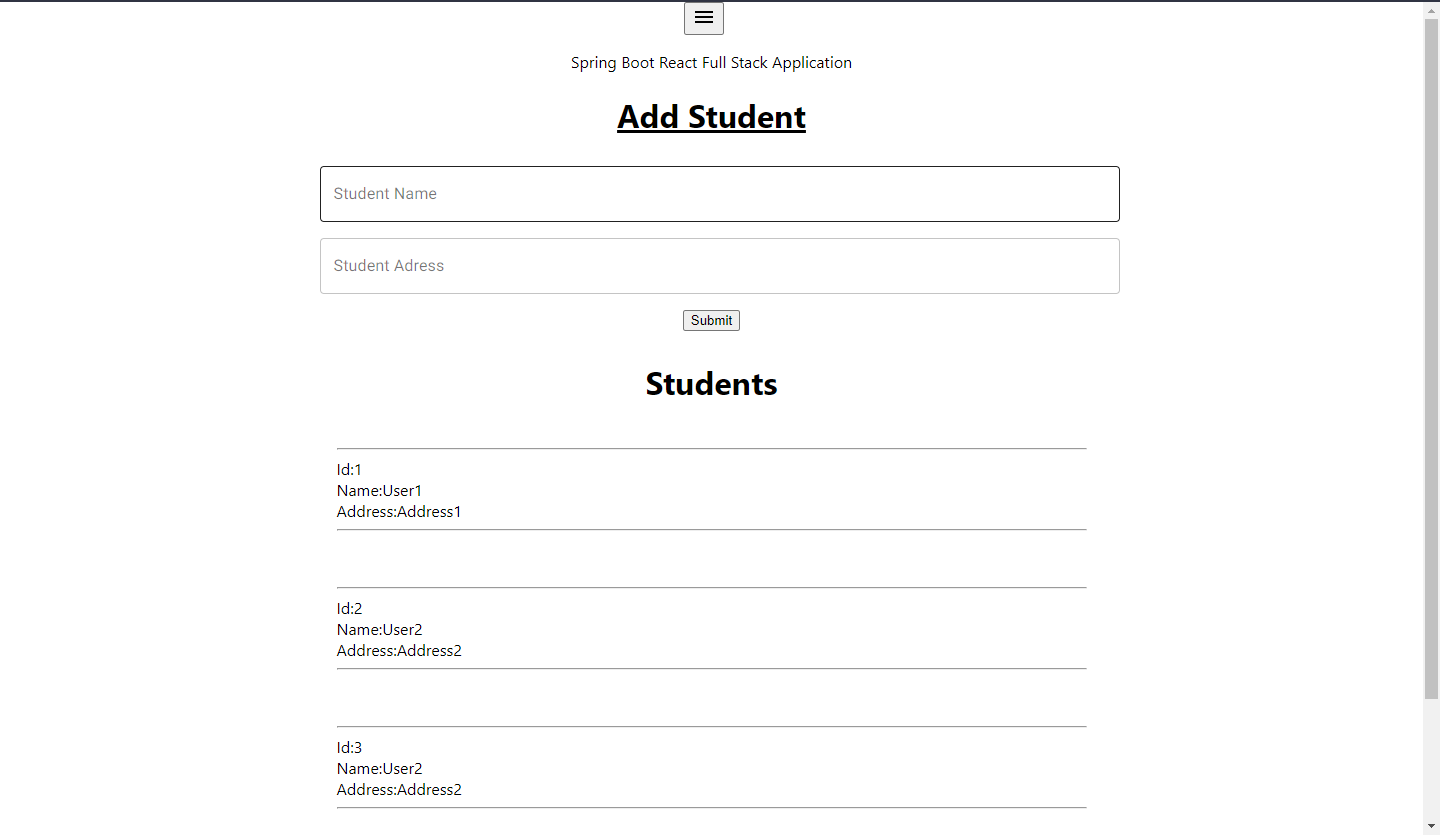 Spring Boot React Full Stack Application
Add Student
Student Name
Student Adress
Submit
Students
Id:1
Name:User1
Address:Address1
Id:2
Name:User2
Address:Address2
Id:3
Name:User2
Address:Address2